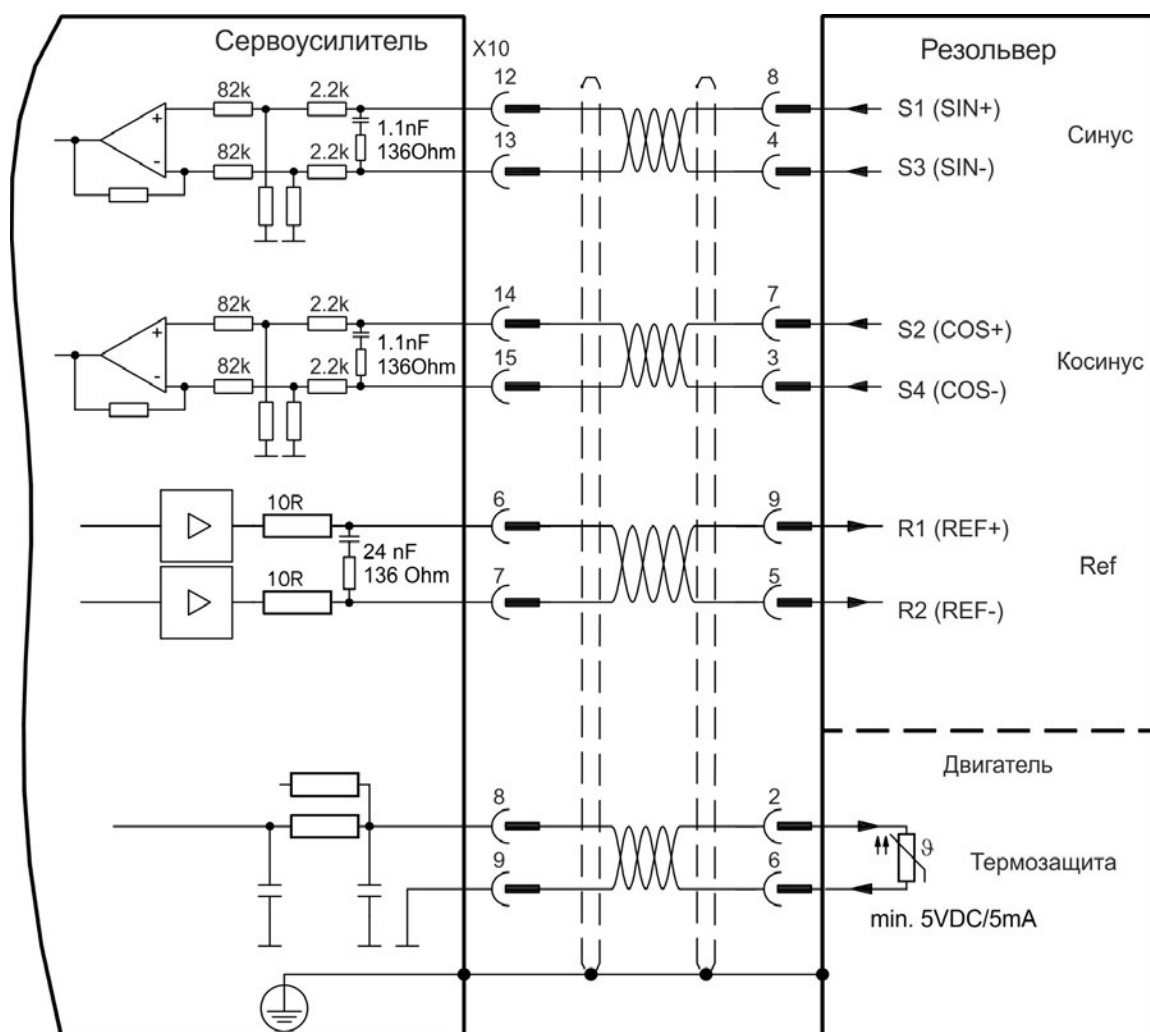 Сервоусилитель
X10
Резольвер
82k
2.2k
12
8
S1 (SIN+)
1.1nF
136Ohm
Синус
82k
2.2k
13
4
S3 (SIN-)
82k
2.2k
14
7
S2 (COS+)
1.1nF
136Ohm
Косинус
82k
2.2k
15
3
S4 (COS-)
10R
6
9
R1 (REF+)
24 nF
136 Ohm
Ref
10R
7
5
R2 (REF-)
Двигатель
8
2
ϑ
Термозащита
9
6
min. 5VDC/5mA
+
-
+
-